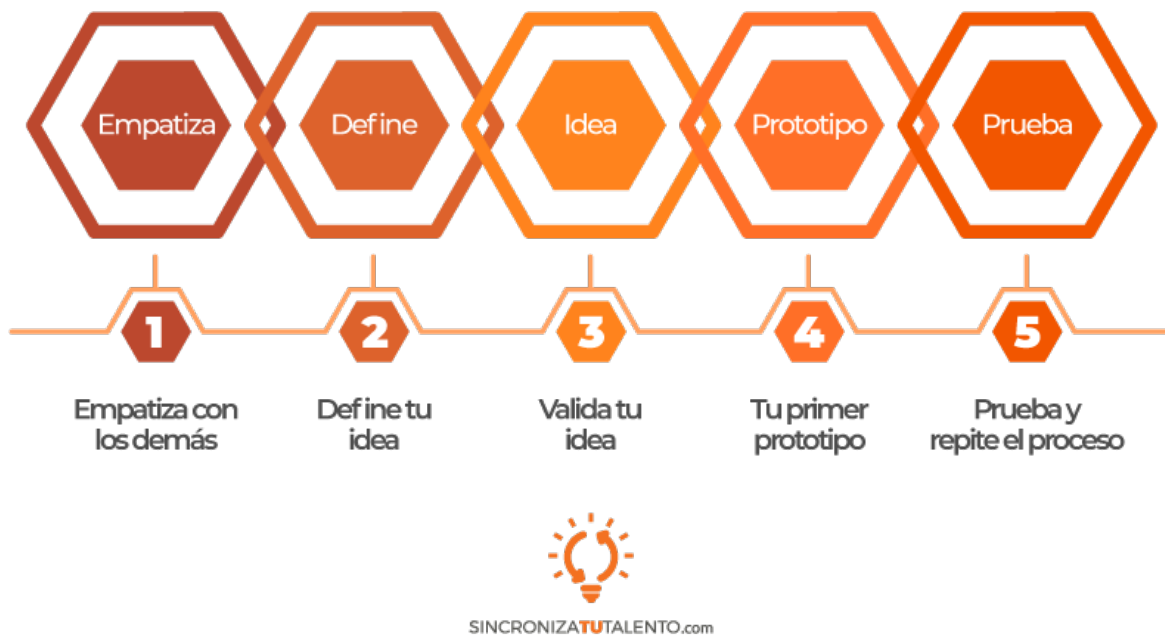 Empatiza
Define
Idea
Prototipo
Prueba
1
2
3
4
5
Empatiza con
los demás
Define tu
idea
Valida tu
idea
Tu primer
prototipo
Prueba y
repite el proceso
SINCRONIZATUTALENTO.com